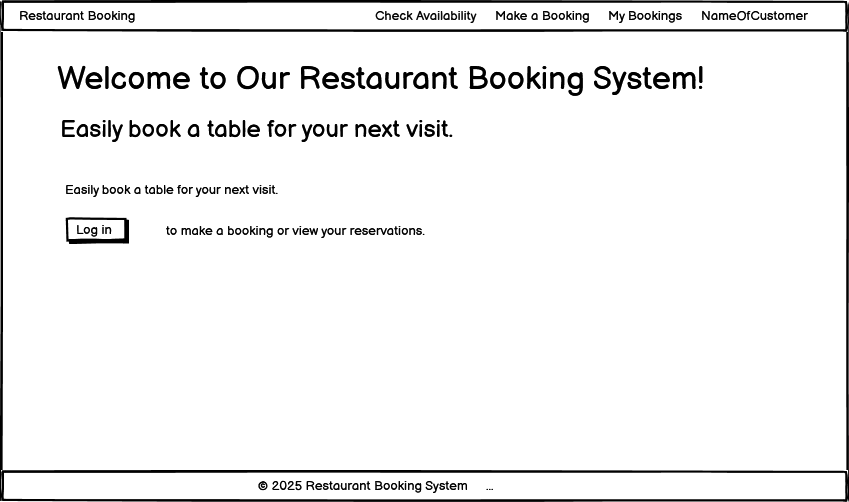 Restaurant Booking Check Availability Make a Booking My Bookings NameOfCustomer
Welcome to Our Restaurant Booking System!
Easily book a table for your next visit.
Easily book a table for your next visit.
Log in to make a booking or view your reservations.
© 2025 Restaurant Booking System ...